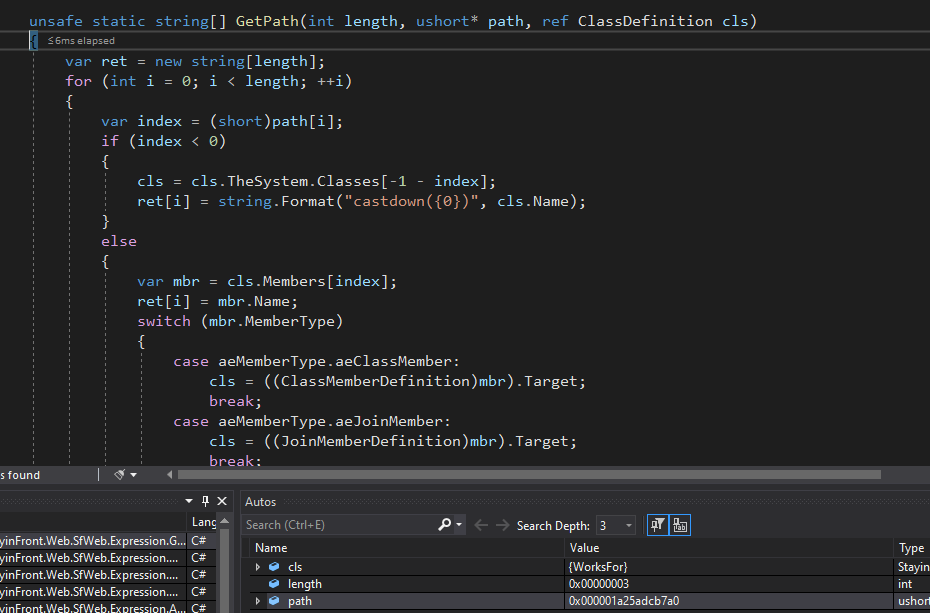 unsafe static string[] GetPath(int length, ushort* path, ref ClassDefinition cls)
{ ≤6ms elapsed
var ret = new string[length];
for (int i = 0; i < length; ++i)
{
var index = (short)path[i];
if (index < 0)
{
cls = cls.TheSystem.Classes[-1 - index];
ret[i] = string.Format("castdown({0})", cls.Name);
}
else
{
var mbr = cls.Members[index];
ret[i] = mbr.Name;
switch (mbr.MemberType)
{
case aeMemberType.aeClassMember:
cls = ((ClassMemberDefinition)mbr).Target;
break;
case aeMemberType.aeJoinMember:
cls = ((JoinMemberDefinition)mbr).Target;
break;
s found
Lang
yinFront.Web.SfWeb.Expression.G... C#
yinFront.Web.SfWeb.Expression.... C#
yinFront.Web.SfWeb.Expression.... C#
yinFront.Web.SfWeb.Expression.... C#
yinFront.Web.SfWeb.Expression.A... C#
Autos
Search (Ctrl+E) Search Depth: 3
Name Value Type
cls {WorksFor} Stayin
length 0x00000003 int
path 0x000001a25adcb7a0 ushort